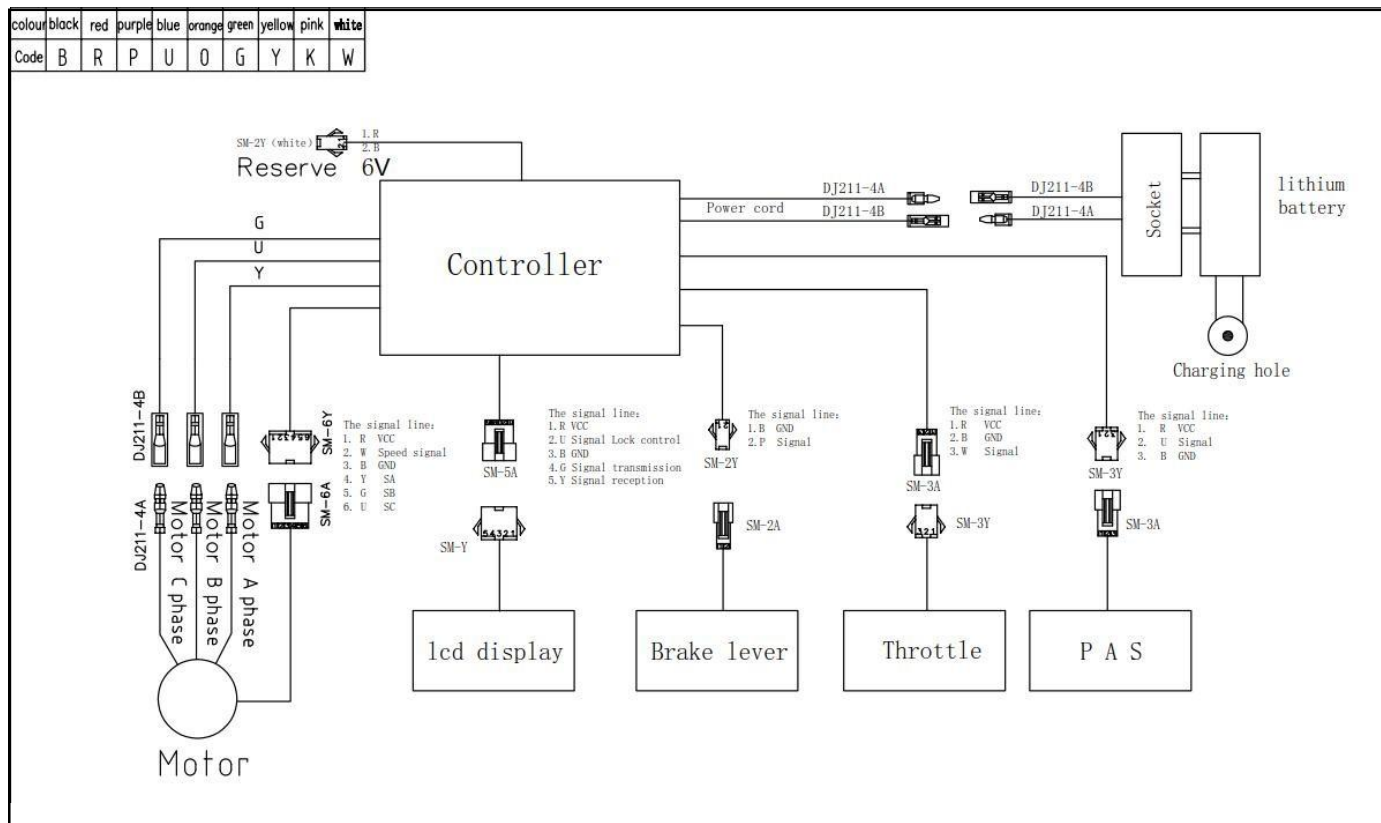 colour black red purple blue orange green yellow pink white
Code B R P U O G Y K W
SM-2Y (white)
1.R
2.B
Reserve 6V
G
U
Y
Controller
DJ211-4A
Power cord
DJ211-4B
DJ211-4B
DJ211-4A
Socket
lithium
battery
Charging hole
DJ211-4B
DJ211-4A
Motor C phase
Motor B phase
Motor A phase
Motor
SM-6Y
SM-6A
The signal line:
1. R VCC
2. W Speed signal
3. B GND
4. Y SA
5. G SB
6. U SC
SM-5A
The signal line:
1.R VCC
2.U Signal Lock control
3.B GND
4.G Signal transmission
5.Y Signal reception
54321
SM-Y
lcd display
SM-2Y
The signal line:
1.B GND
2.P Signal
SM-2A
Brake lever
SM-3A
The signal line:
1.R VCC
2.B GND
3.W Signal
321
SM-3Y
Throttle
SM-3Y
The signal line:
1. R VCC
2. U Signal
3. B GND
SM-3A
P A S